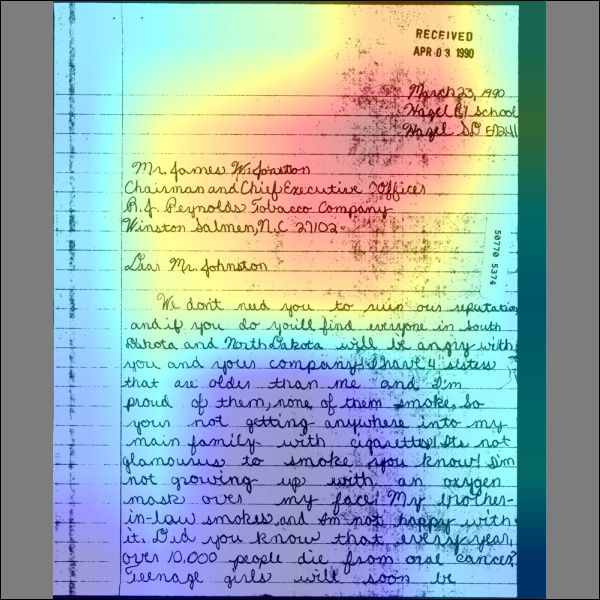 RECEIVED
APR 03 1990
March 23, 1990
Hazel El School
Hazel SD 57241
Mr. James W. Johnston
Chairman and Chief Executive Officer
R.J. Reynolds Tobacco Company
Winston Salmen, N.C 27102
50770 5374
Dear Mr. Johnston
We don't need you to ruin our reputation
and if you do you'll find everyone in South
Dakota and North Dakota will be angry with
you and your company! I have 4 sisters
that are older than me and I'm
proud of them, none of them smoke, So
your not getting anywhere into my
main family with cigarettes! Its not
glamourus to smoke you know! I'm
not growing up with an oxygen
mask over my face! My brother-
in-law smokes, and I'm not happy with
it. Did you know that every year,
over 10,000 people die from oral cancer?
Teenage girls will soon be